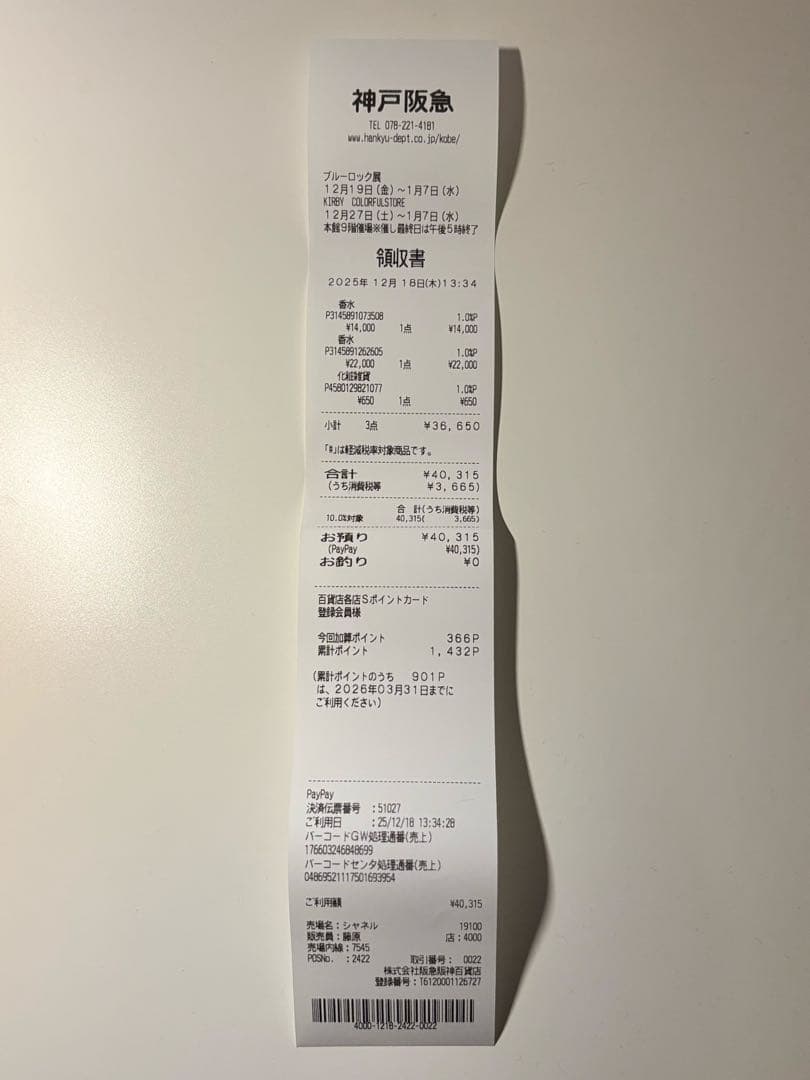 神戸阪急
TEL 078-221-4181
www.hankyu-dept.co.jp/kobe/
ブルーロック展
12月19日(金)～1月7日(水)
KIRBY COLORFULSTORE
12月27日(土)～1月7日(水)
本館9階催場※催し最終日は午後5時終了
領収書
2025年12月18日(木)13:34
香水
P3145891073508 1.0%P
¥14,000 1点 ¥14,000
香水
P3145891262605 1.0%P
¥22,000 1点 ¥22,000
化粧雑貨
P4580129821077 1.0%P
¥650 1点 ¥650
小計 3点 ¥36,650
「#」は軽減税率対象商品です。
合計 ¥40,315
(うち消費税等 ¥3,665)
合 計(うち消費税等)
10.0%対象 40,315( 3,665)
お預り ¥40,315
(PayPay ¥40,315)
お釣り ¥0
百貨店各店Sポイントカード
登録会員様
今回加算ポイント 366P
累計ポイント 1,432P
(累計ポイントのうち 901P
は、2026年03月31日までに
ご利用ください)
PayPay
決済伝票番号 :51027
ご利用日 :25/12/18 13:34:28
バーコードGW処理通番(売上)
176603246848699
バーコードセンタ処理通番(売上)
04869521117501693954
ご利用額 ¥40,315
売場名:シャネル 19100
販売員:藤原 店:4000
売場内線:7545
POSNo. :2422 取引番号: 0022
株式会社阪急阪神百貨店
登録番号:T6120001126727
4000-1218-2422-0022